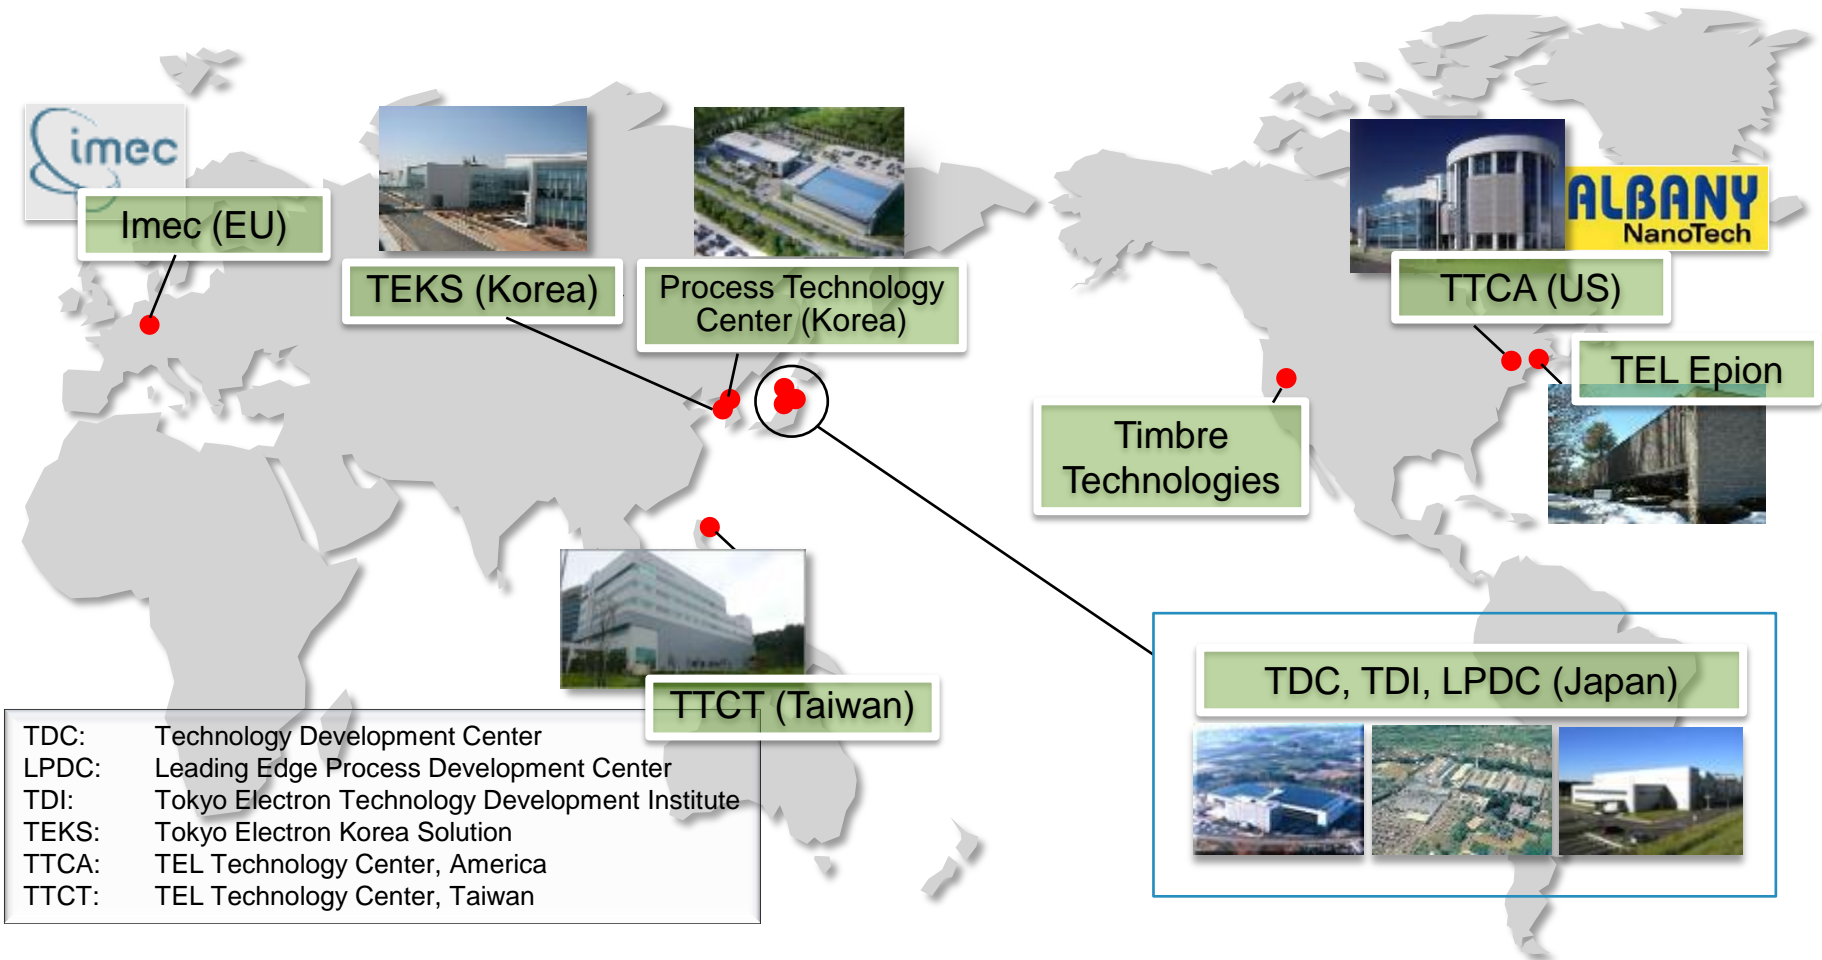 imec
Imec (EU)
TEKS (Korea)
Process Technology
Center (Korea)
ALBANY
NanoTech
TTCA (US)
TEL Epion
Timbre
Technologies
TTCT (Taiwan)
TDC, TDI, LPDC (Japan)
TDC: Technology Development Center
LPDC: Leading Edge Process Development Center
TDI: Tokyo Electron Technology Development Institute
TEKS: Tokyo Electron Korea Solution
TTCA: TEL Technology Center, America
TTCT: TEL Technology Center, Taiwan